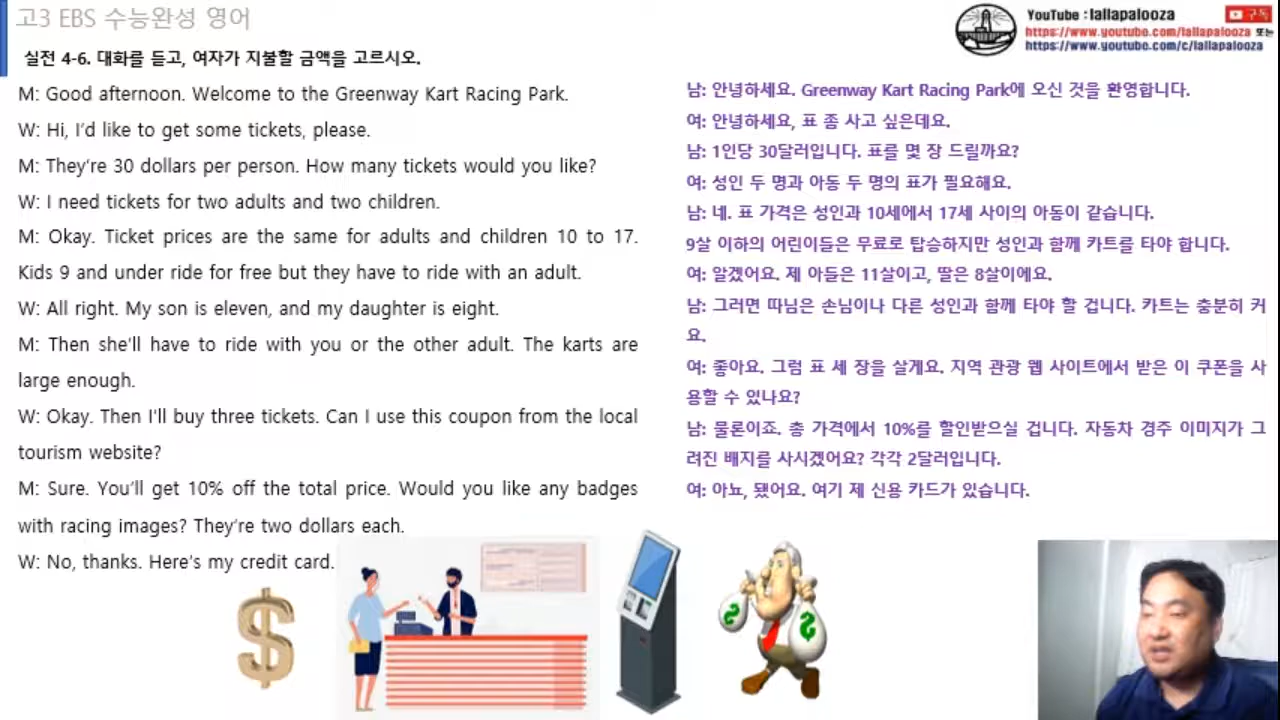 고3 EBS 수능완성 영어
YouTube : lallapalooza
구독
https://www.youtube.com/lallapalooza 또는
https://www.youtube.com/c/lallapalooza
실전 4-6. 대화를 듣고, 여자가 지불할 금액을 고르시오.
M: Good afternoon. Welcome to the Greenway Kart Racing Park.
W: Hi, I’d like to get some tickets, please.
M: They’re 30 dollars per person. How many tickets would you like?
W: I need tickets for two adults and two children.
M: Okay. Ticket prices are the same for adults and children 10 to 17.
Kids 9 and under ride for free but they have to ride with an adult.
W: All right. My son is eleven, and my daughter is eight.
M: Then she’ll have to ride with you or the other adult. The karts are
large enough.
W: Okay. Then I’ll buy three tickets. Can I use this coupon from the local
tourism website?
M: Sure. You’ll get 10% off the total price. Would you like any badges
with racing images? They’re two dollars each.
W: No, thanks. Here’s my credit card.
남: 안녕하세요. Greenway Kart Racing Park에 오신 것을 환영합니다.
여: 안녕하세요, 표 좀 사고 싶은데요.
남: 1인당 30달러입니다. 표를 몇 장 드릴까요?
여: 성인 두 명과 아동 두 명의 표가 필요해요.
남: 네. 표 가격은 성인과 10세에서 17세 사이의 아동이 같습니다.
9살 이하의 어린이들은 무료로 탑승하지만 성인과 함께 카트를 타야 합니다.
여: 알겠어요. 제 아들은 11살이고, 딸은 8살이에요.
남: 그러면 따님은 손님이나 다른 성인과 함께 타야 할 겁니다. 카트는 충분히 커
요.
여: 좋아요. 그럼 표 세 장을 살게요. 지역 관광 웹 사이트에서 받은 이 쿠폰을 사
용할 수 있나요?
남: 물론이죠. 총 가격에서 10%를 할인받으실 겁니다. 자동차 경주 이미지가 그
려진 배지를 사시겠어요? 각각 2달러입니다.
여: 아뇨, 됐어요. 여기 제 신용 카드가 있습니다.